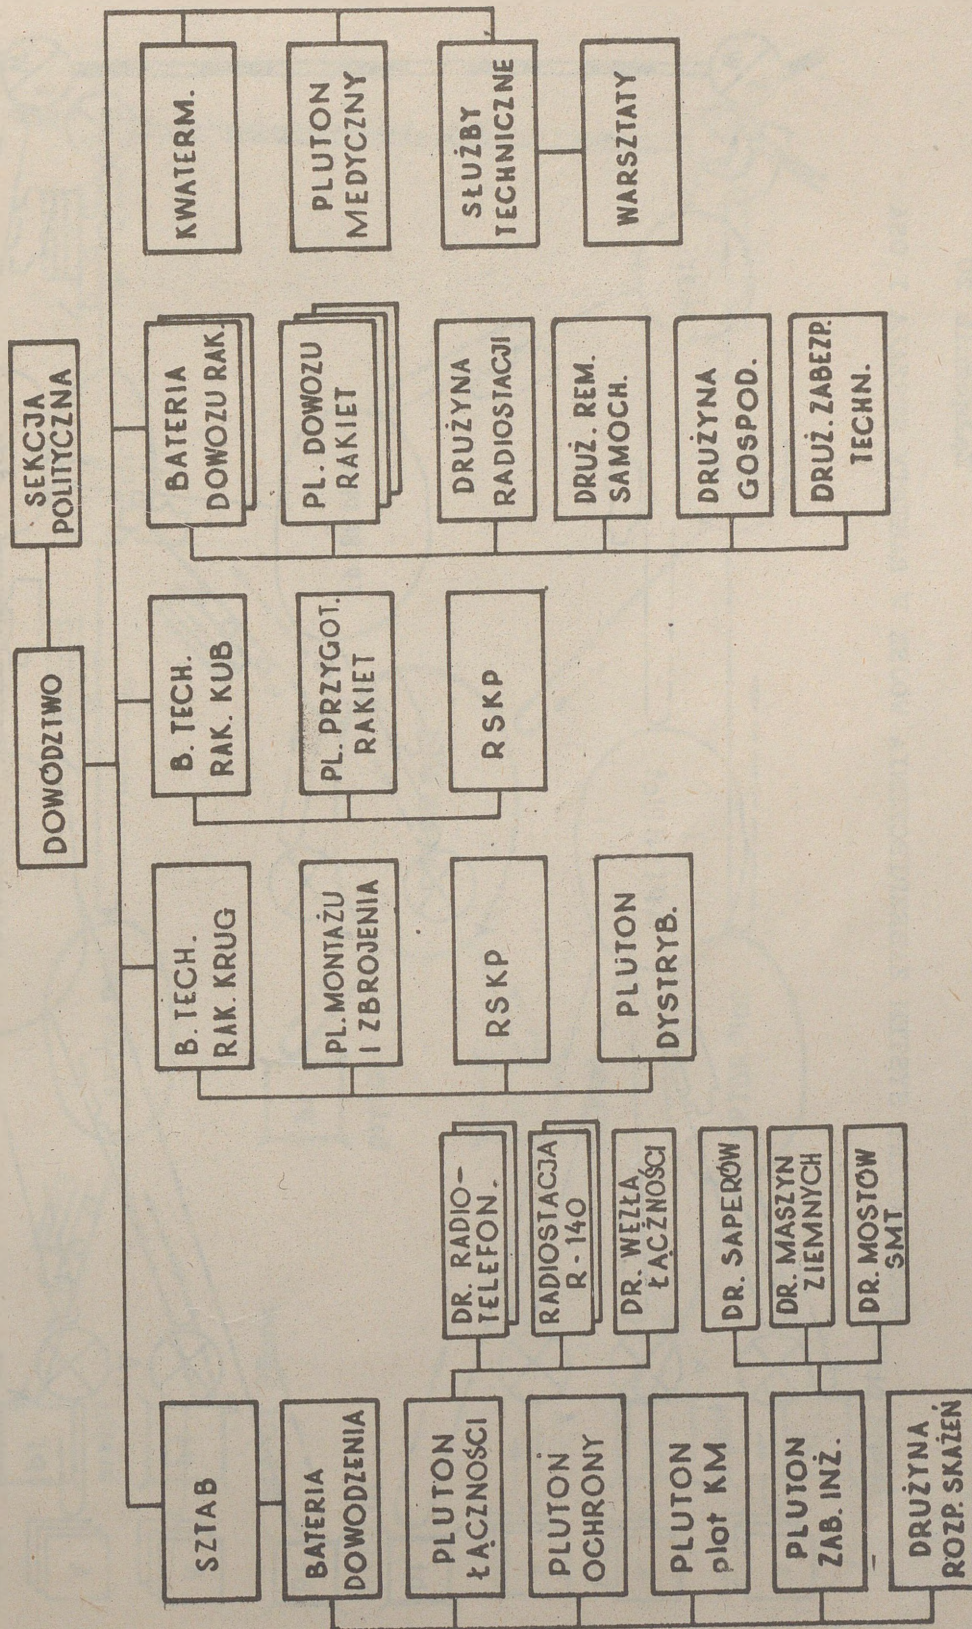 DOWÓDZTWO
SEKCJA
POLITYCZNA
SZTAB
BATERIA
DOWODZENIA
PLUTON
ŁĄCZNOŚCI
DR. RADIO-
TELEFON.
RADIOSTACJA
R-140
DR. WĘZŁA
ŁĄCZNOŚCI
PLUTON
OCHRONY
PLUTON
plot KM
PLUTON
ZAB. INŻ.
DR. SAPERÓW
DR. MASZYN
ZIEMNYCH
DR. MOSTÓW
SMT
DRUŻYNA
ROZP. SKAŻEŃ
B. TECH.
RAK. KRUG
PL. MONTAŻU
I ZBROJENIA
RSKP
PLUTON
DYSTRYB.
B. TECH.
RAK. KUB
PL. PRZYGOT.
RAKIET
RSKP
BATERIA
DOWOZU RAK.
PL. DOWOZU
RAKIET
DRUŻYNA
RADIOSTACJI
DRUŻ. REM.
SAMOCH.
DRUŻYNA
GOSPOD.
DRUŻ. ZABEZP.
TECHN.
KWATERM.
PLUTON
MEDYCZNY
SŁUŻBY
TECHNICZNE
WARSZTATY